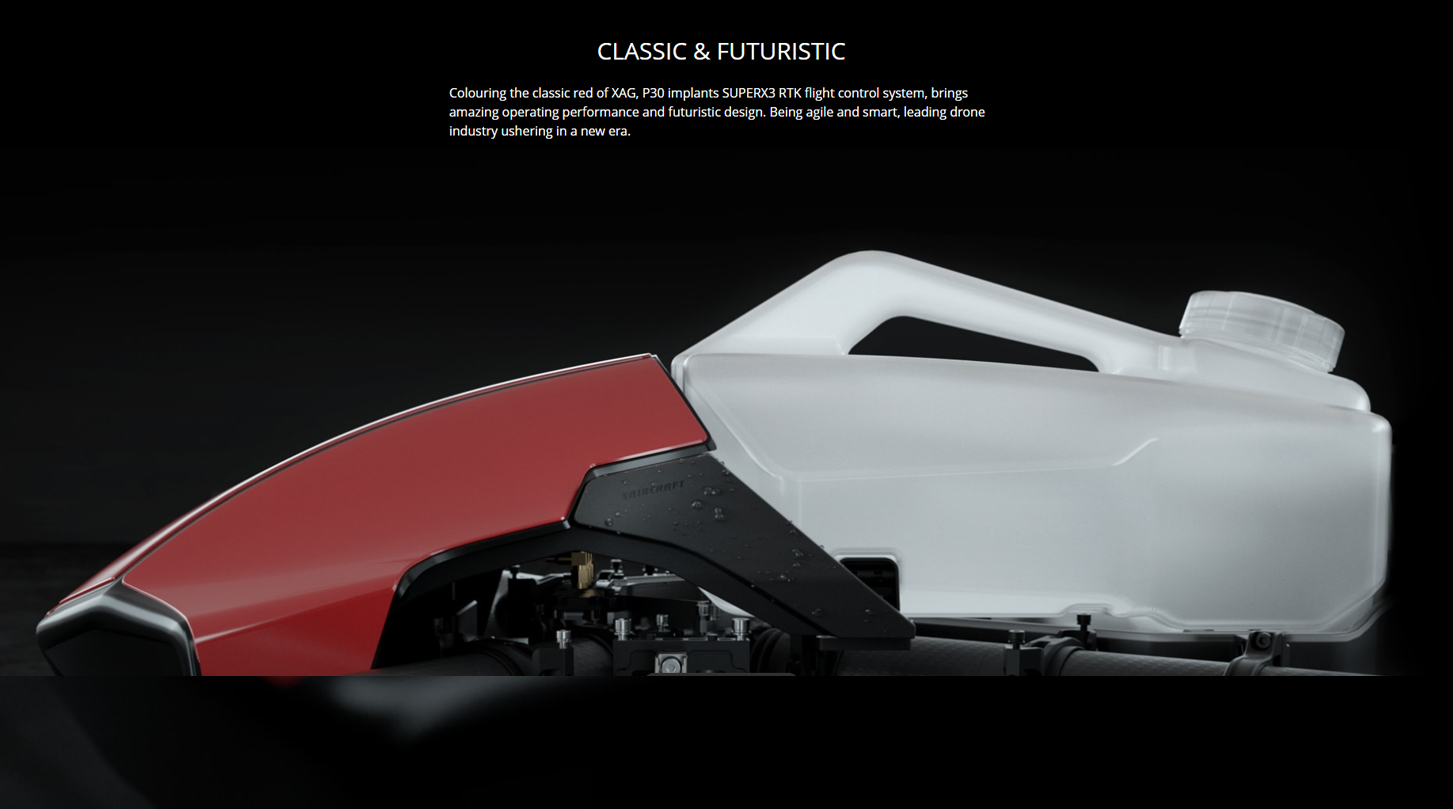 CLASSIC & FUTURISTIC
Colouring the classic red of XAG, P30 implants SUPERX3 RTK flight control system, brings
amazing operating performance and futuristic design. Being agile and smart, leading drone
industry ushering in a new era.